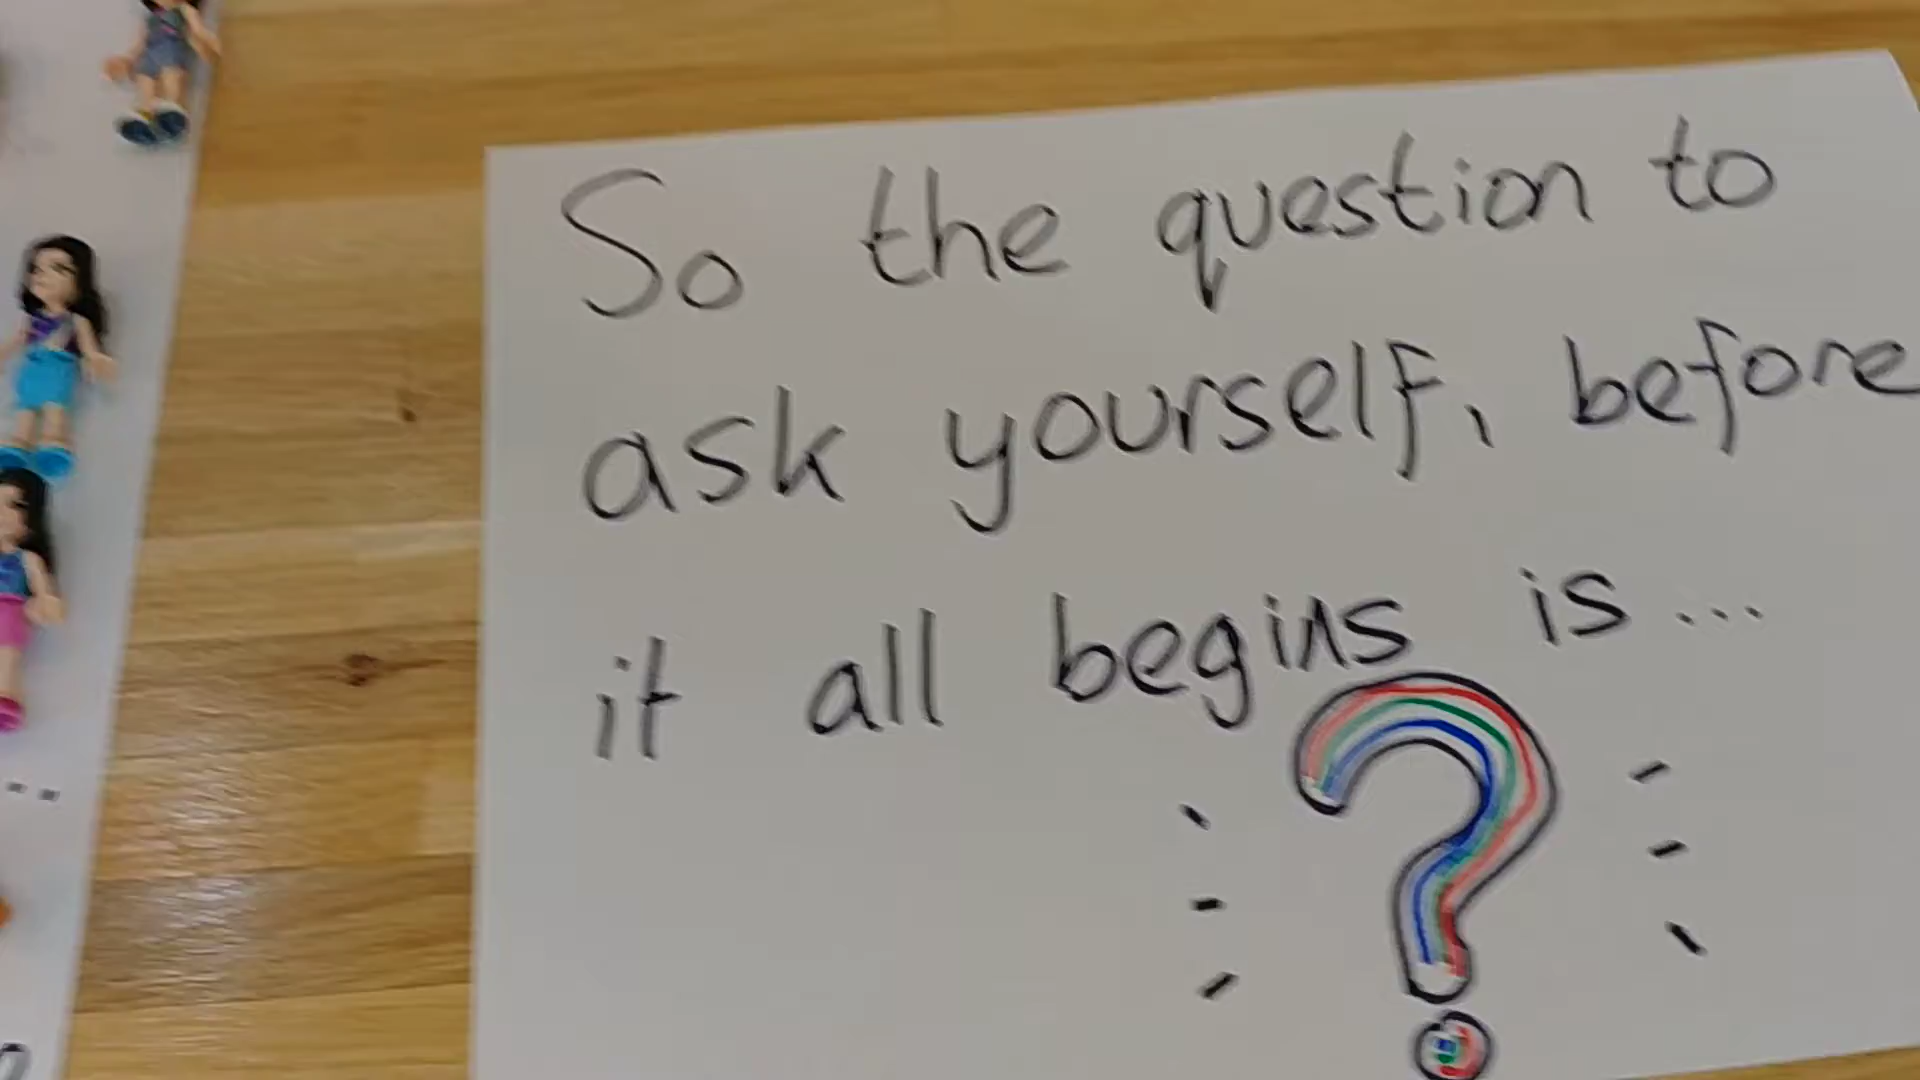 So the question to
ask yourself, before
it all begins is...
?